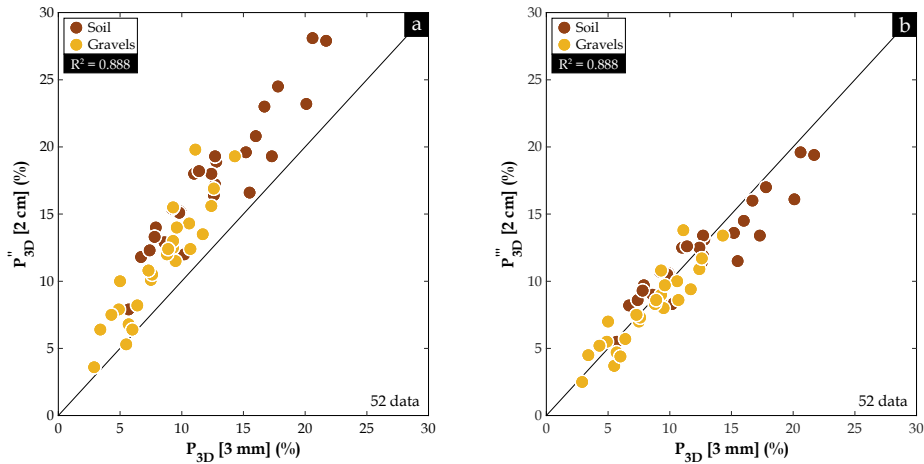 a
Soil
Gravels
R² = 0.888
30
25
20
15
10
5
0
P''3D [2 cm] (%)
52 data
0 5 10 15 20 25 30
P3D [3 mm] (%)
b
Soil
Gravels
R² = 0.888
30
25
20
15
10
5
0
P'''3D [2 cm] (%)
52 data
0 5 10 15 20 25 30
P3D [3 mm] (%)